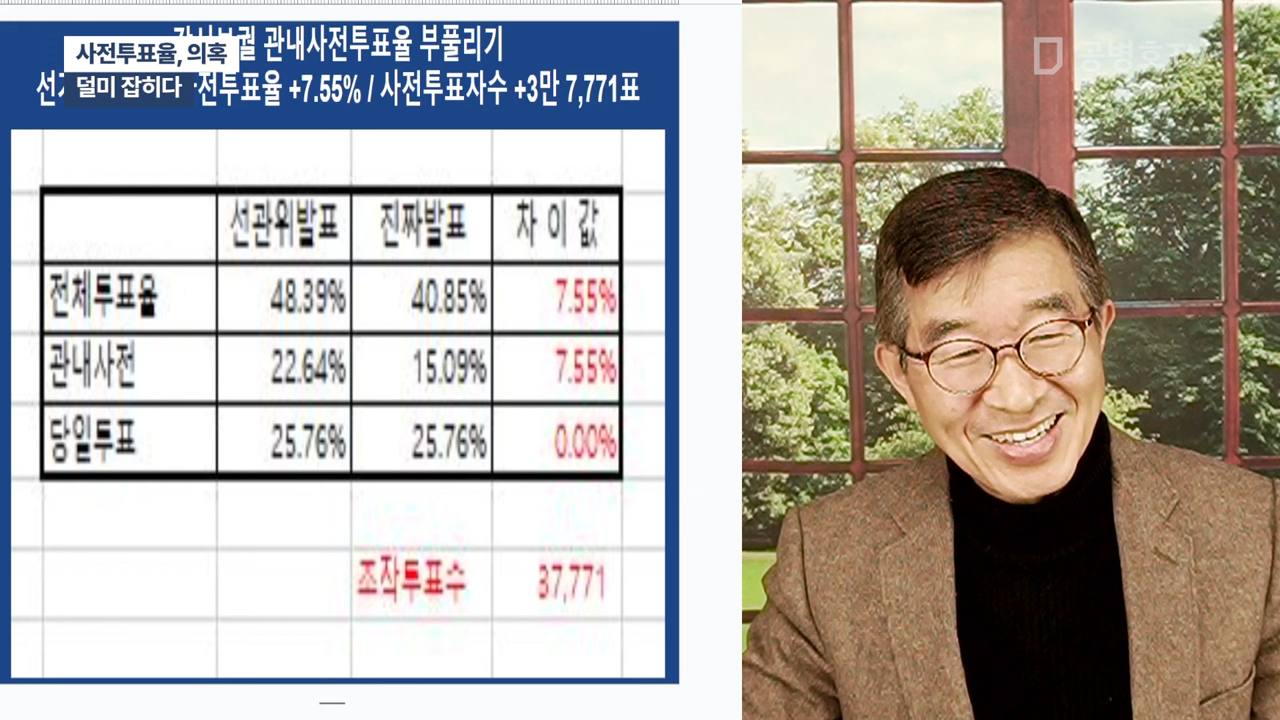 사전투표율, 의혹
덜미 잡히다
관내사전투표율 부풀리기
전투표율 +7.55% / 사전투표자수 +3만 7,771표
선관위발표 진짜발표 차 이 값
전체투표율 48.39% 40.85% 7.55%
관내사전 22.64% 15.09% 7.55%
당일투표 25.76% 25.76% 0.00%
조작투표수 37,771
공병호